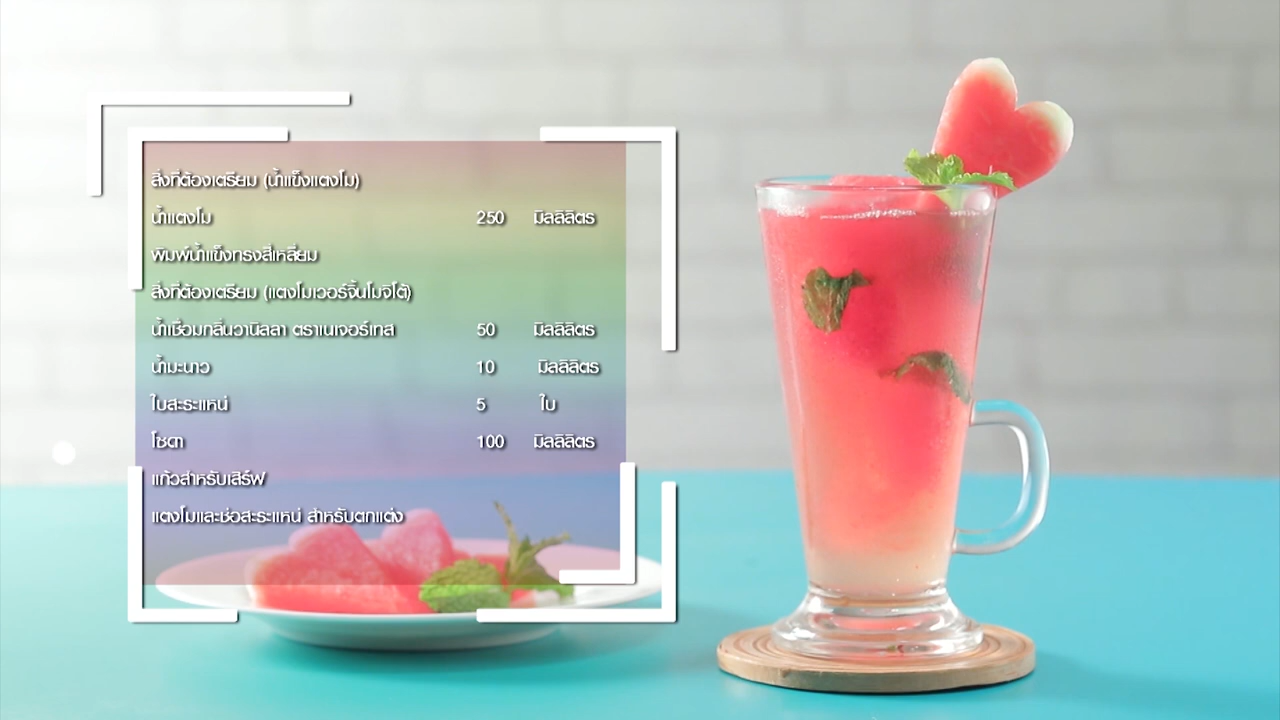 สิ่งที่ต้องเตรียม (น้ำแข็งแตงโม)
น้ำแตงโม 250 มิลลิลิตร
พิมพ์น้ำแข็งทรงสี่เหลี่ยม
สิ่งที่ต้องเตรียม (แตงโมเวอร์จิ้นโมจิโต้)
น้ำเชื่อมกลิ่นวานิลลา ตราเนเจอร์เทส 50 มิลลิลิตร
น้ำมะนาว 10 มิลลิลิตร
ใบสะระแหน่ 5 ใบ
โซดา 100 มิลลิลิตร
แก้วสำหรับเสิร์ฟ
แตงโมและช่อสะระแหน่ สำหรับตกแต่ง